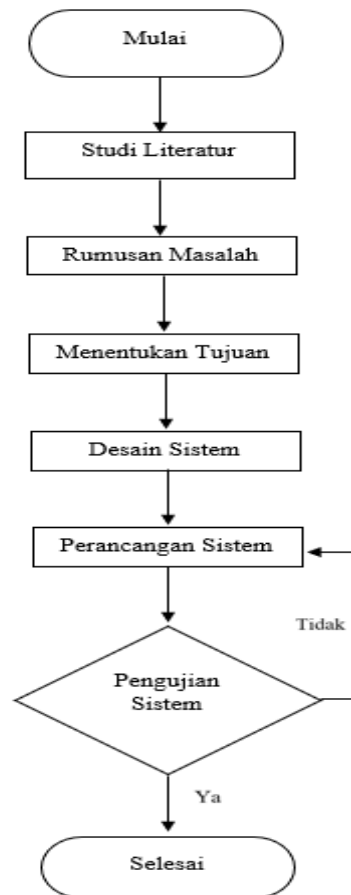 Mulai
Studi Literatur
Rumusan Masalah
Menentukan Tujuan
Desain Sistem
Perancangan Sistem
Tidak
Pengujian
Sistem
Ya
Selesai